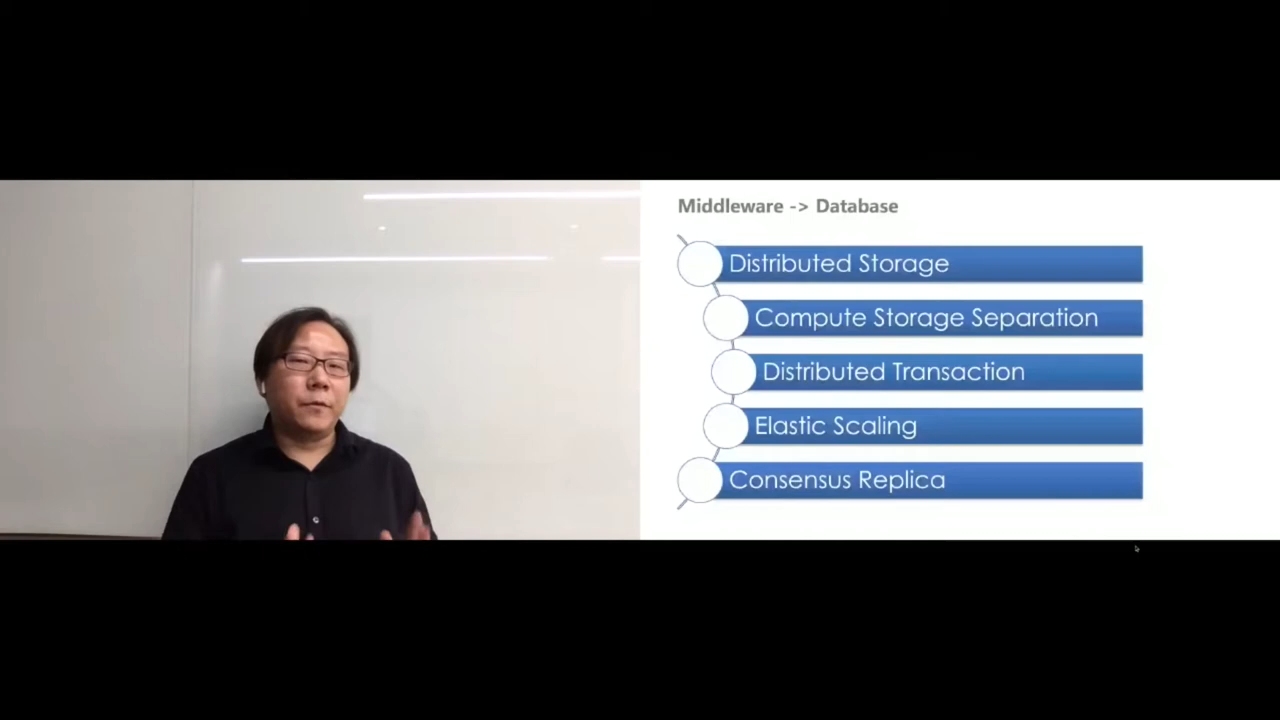 Middleware -> Database
Distributed Storage
Compute Storage Separation
Distributed Transaction
Elastic Scaling
Consensus Replica